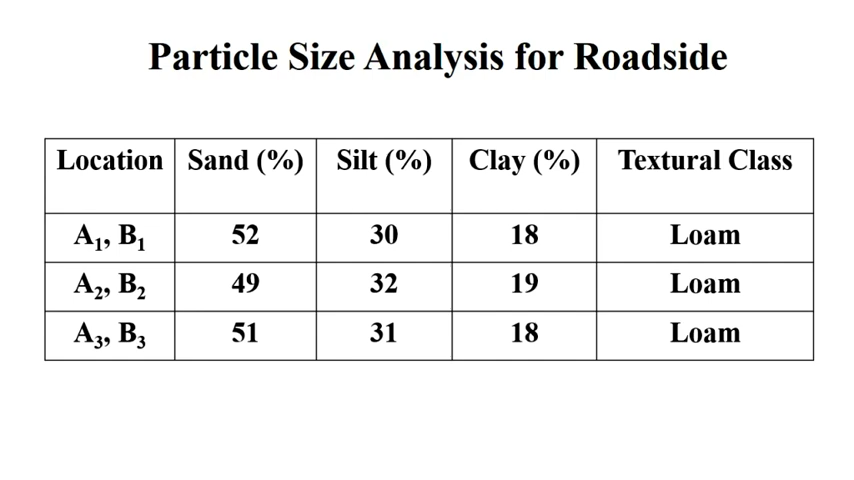 Particle Size Analysis for Roadside
Location Sand (%) Silt (%) Clay (%) Textural Class
A₁, B₁ 52 30 18 Loam
A₂, B₂ 49 32 19 Loam
A₃, B₃ 51 31 18 Loam